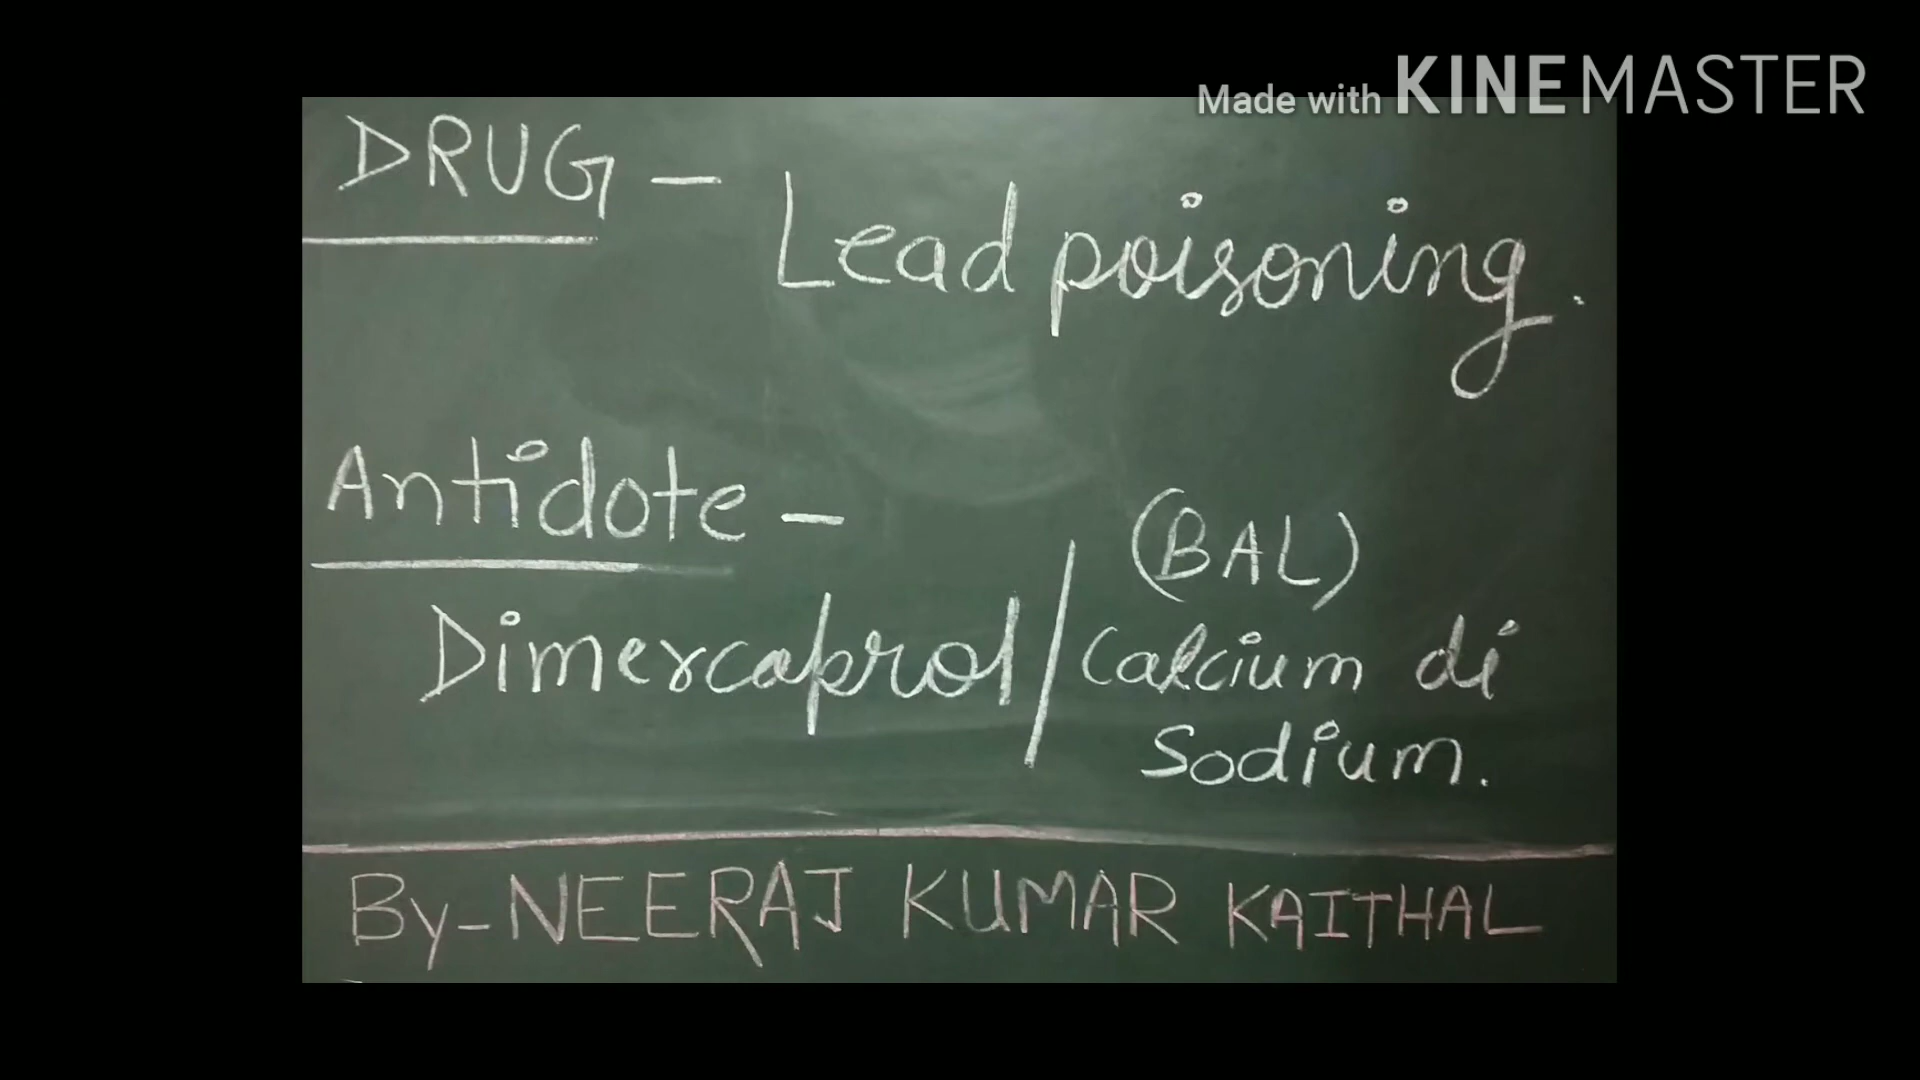 Made with KINEMASTER
DRUG - Lead poisoning.
Antidote -
(BAL)
Dimercaprol / Calcium di
Sodium.
By-NEERAJ KUMAR KAITHAL